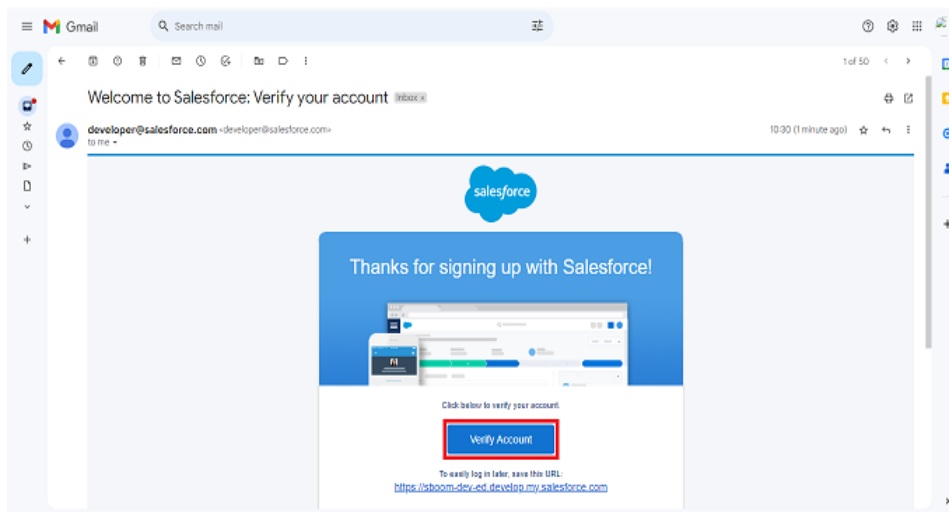 Gmail
Search mail
1 of 50
Welcome to Salesforce: Verify your account Inbox x
developer@salesforce.com <developer@salesforce.com>
10:30 (1 minute ago)
to me
salesforce
Thanks for signing up with Salesforce!
Click below to verify your account.
Verify Account
To easily log in later, save this URL:
https://sboom-dev-ed.develop.my.salesforce.com